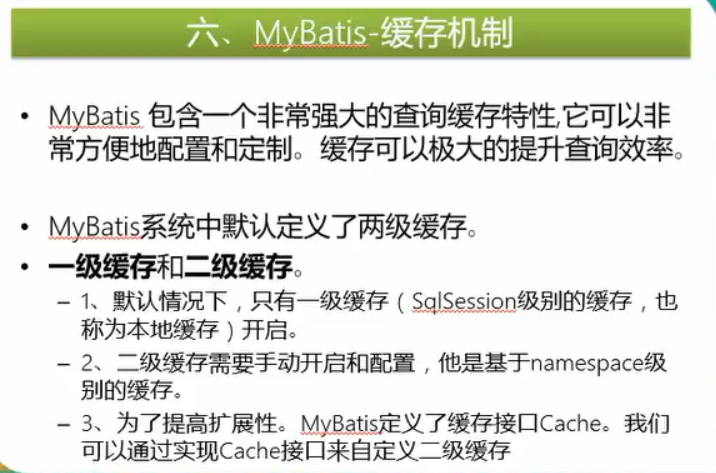 六、MyBatis-缓存机制
• MyBatis 包含一个非常强大的查询缓存特性,它可以非
常方便地配置和定制。缓存可以极大的提升查询效率。
• MyBatis系统中默认定义了两级缓存。
• 一级缓存和二级缓存。
– 1、默认情况下，只有一级缓存（SqlSession级别的缓存，也
称为本地缓存）开启。
– 2、二级缓存需要手动开启和配置，他是基于namespace级
别的缓存。
– 3、为了提高扩展性。MyBatis定义了缓存接口Cache。我们
可以通过实现Cache接口来自定义二级缓存